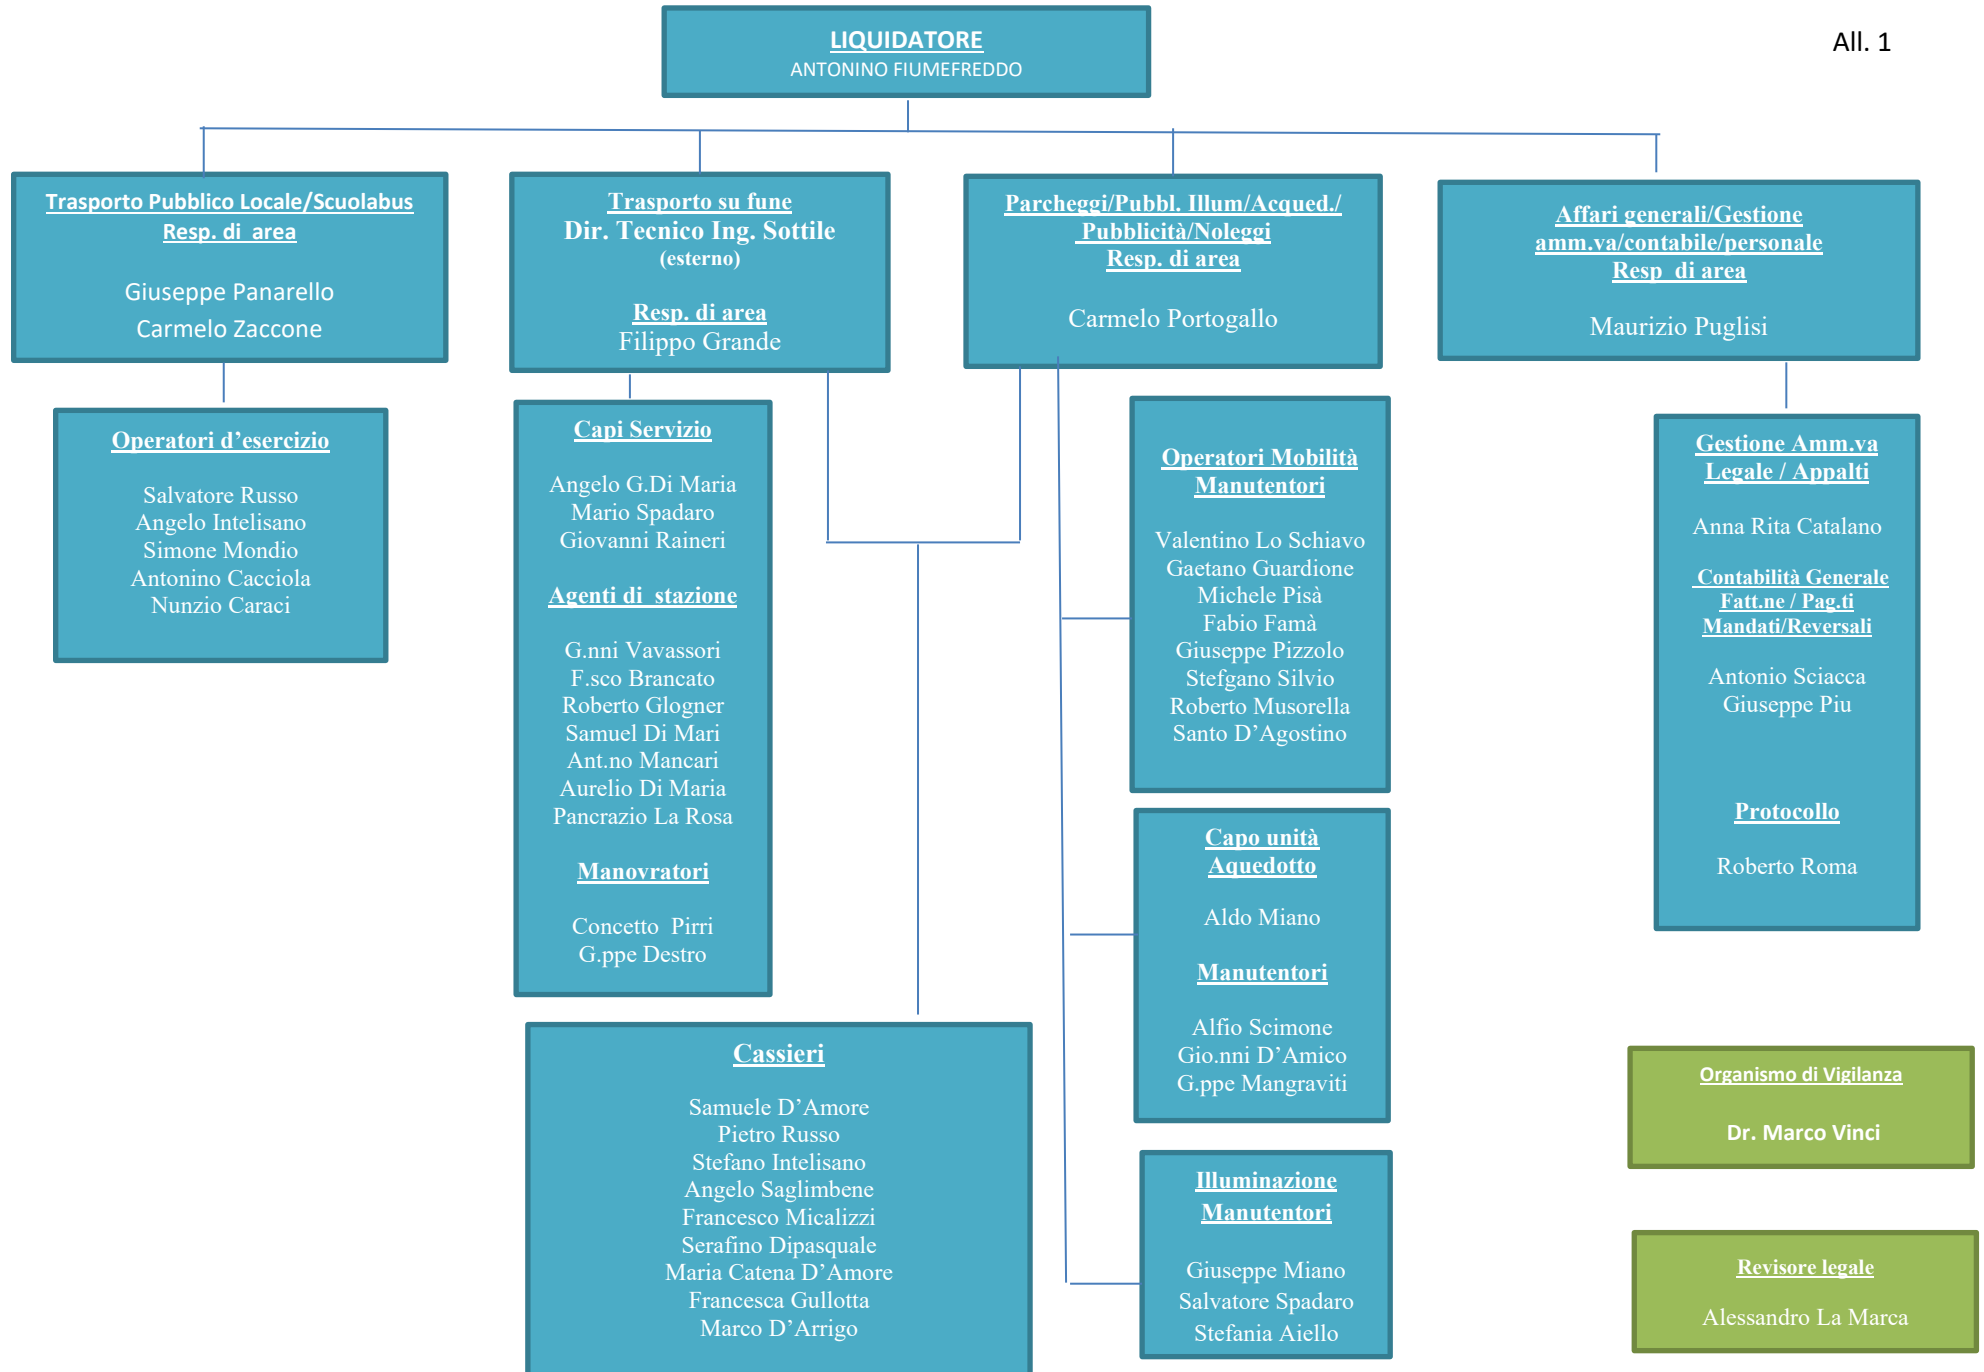 All. 1
LIQUIDATORE
ANTONINO FIUMEFREDDO
Trasporto Pubblico Locale/Scuolabus
Resp. di area
Giuseppe Panarello
Carmelo Zaccone
Trasporto su fune
Dir. Tecnico Ing. Sottile
(esterno)
Resp. di area
Filippo Grande
Parcheggi/Pubbl. Illum/Acqued./
Pubblicità/Noleggi
Resp. di area
Carmelo Portogallo
Affari generali/Gestione
amm.va/contabile/personale
Resp di area
Maurizio Puglisi
Operatori d’esercizio
Salvatore Russo
Angelo Intelisano
Simone Mondio
Antonino Cacciola
Nunzio Caraci
Capi Servizio
Angelo G.Di Maria
Mario Spadaro
Giovanni Raineri
Agenti di stazione
G.nni Vavassori
F.sco Brancato
Roberto Glogner
Samuel Di Mari
Ant.no Mancari
Aurelio Di Maria
Pancrazio La Rosa
Manovratori
Concetto Pirri
G.ppe Destro
Operatori Mobilità
Manutentori
Valentino Lo Schiavo
Gaetano Guardione
Michele Pisà
Fabio Famà
Giuseppe Pizzolo
Stefgano Silvio
Roberto Musorella
Santo D’Agostino
Gestione Amm.va
Legale / Appalti
Anna Rita Catalano
Contabilità Generale
Fatt.ne / Pag.ti
Mandati/Reversali
Antonio Sciacca
Giuseppe Piu
Protocollo
Roberto Roma
Capo unità
Aquedotto
Aldo Miano
Manutentori
Alfio Scimone
Gio.nni D’Amico
G.ppe Mangraviti
Cassieri
Samuele D’Amore
Pietro Russo
Stefano Intelisano
Angelo Saglimbene
Francesco Micalizzi
Serafino Dipasquale
Maria Catena D’Amore
Francesca Gullotta
Marco D’Arrigo
Illuminazione
Manutentori
Giuseppe Miano
Salvatore Spadaro
Stefania Aiello
Organismo di Vigilanza
Dr. Marco Vinci
Revisore legale
Alessandro La Marca